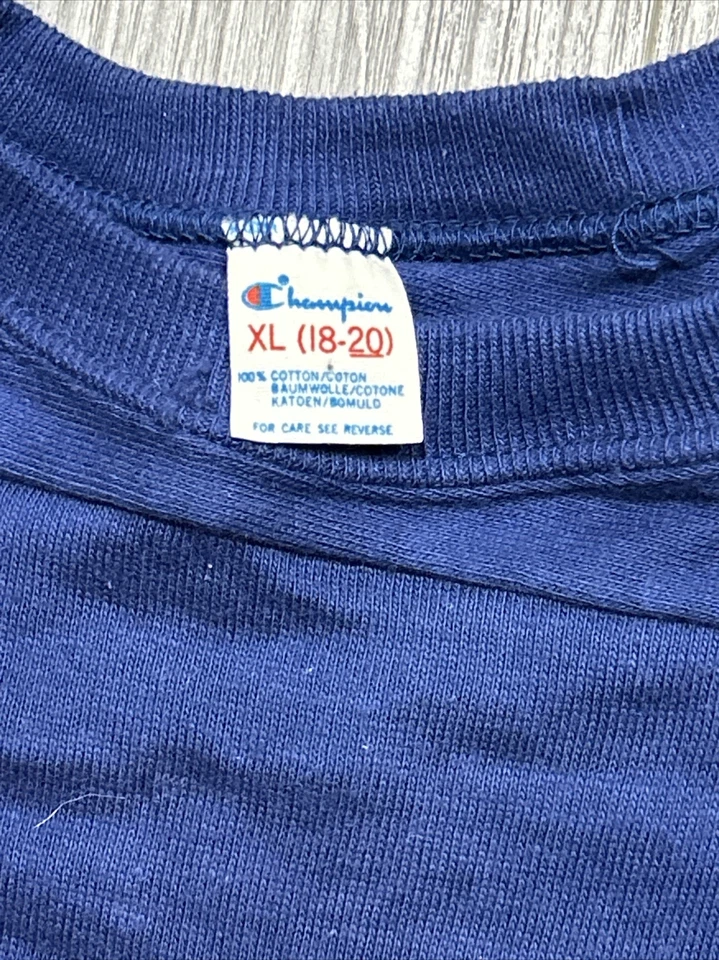 Champion
XL (18-20)
100% COTTON/COTON
BAUMWOLLE/COTONE
KATOEN/BOMULD
FOR CARE SEE REVERSE